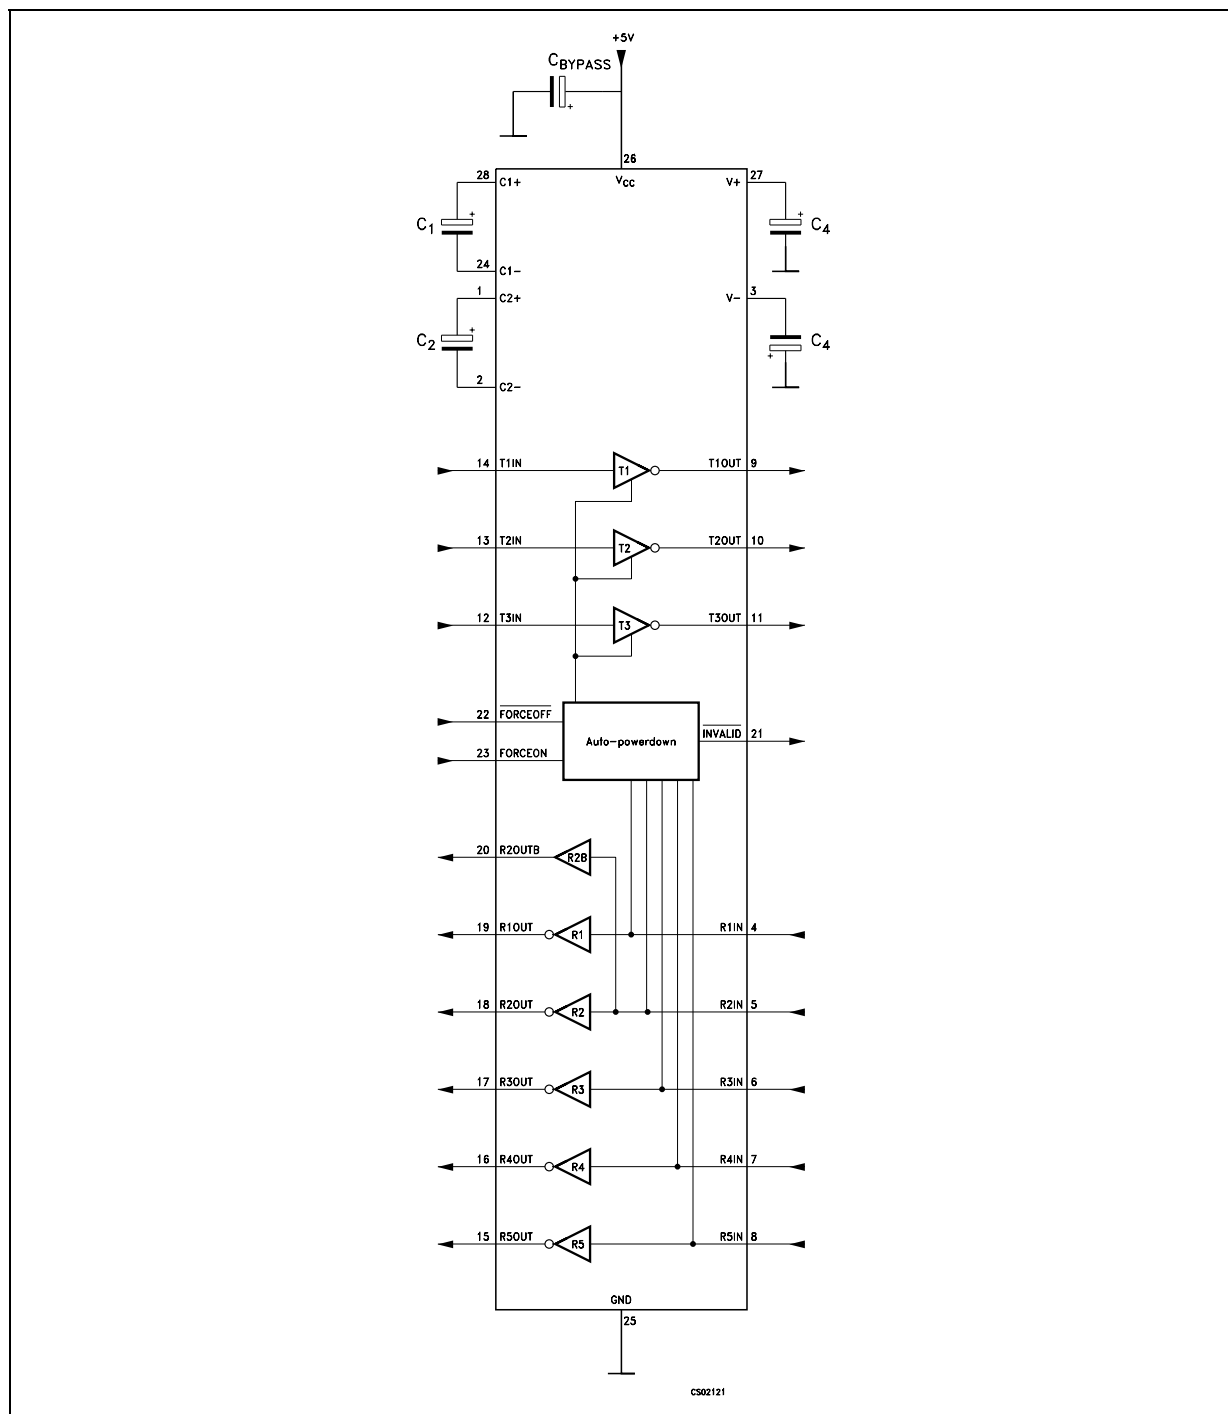 +5V
CBYPASS
26
VCC
28 C1+
V+ 27
C1
+
+
C4
24 C1-
1 C2+
V- 3
C2
+
+
C4
2 C2-
14 T1IN T1 T1OUT 9
13 T2IN T2 T2OUT 10
12 T3IN T3 T3OUT 11
22 FORCEOFF
Auto-powerdown
INVALID 21
23 FORCEON
20 R2OUTB R2B
19 R1OUT R1 R1IN 4
18 R2OUT R2 R2IN 5
17 R3OUT R3 R3IN 6
16 R4OUT R4 R4IN 7
15 R5OUT R5 R5IN 8
GND
25
CS02121